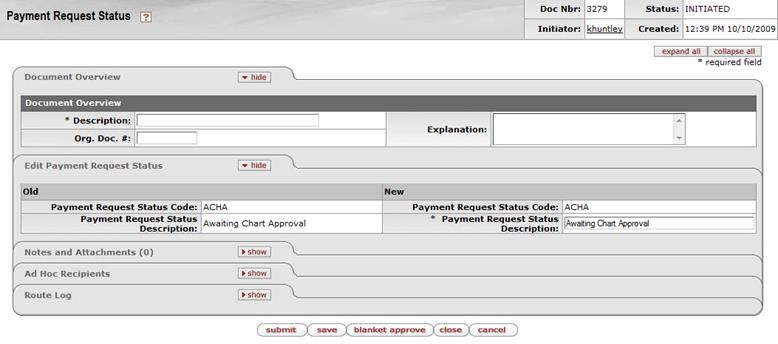 Payment Request Status ?
Doc Nbr: 3279 Status: INITIATED
Initiator: khuntley Created: 12:39 PM 10/10/2009
expand all collapse all
* required field
Document Overview hide
Document Overview
* Description: Explanation:
Org. Doc. #:
Edit Payment Request Status hide
Old New
Payment Request Status Code: ACHA Payment Request Status Code: ACHA
Payment Request Status Description: Awaiting Chart Approval * Payment Request Status Description: Awaiting Chart Approval
Notes and Attachments (0) show
Ad Hoc Recipients show
Route Log show
submit save blanket approve close cancel